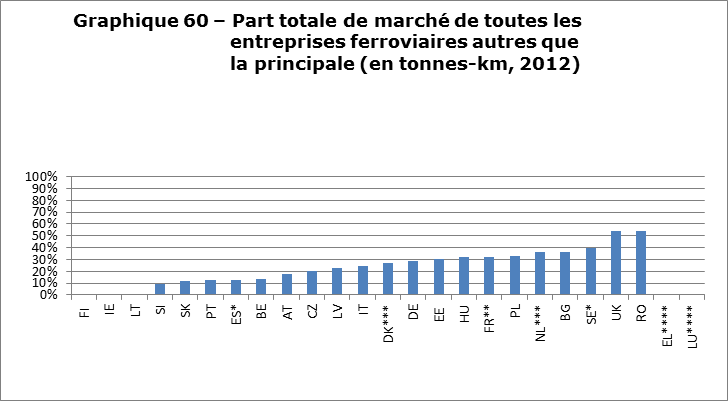 Graphique 60 – Part totale de marché de toutes les
entreprises ferroviaires autres que
la principale (en tonnes-km, 2012)
100%
90%
80%
70%
60%
50%
40%
30%
20%
10%
0%
FI
IE
LT
SI
SK
PT
ES*
BE
AT
CZ
LV
IT
DK***
DE
EE
HU
FR**
PL
NL***
BG
SE*
UK
RO
EL****
LU****